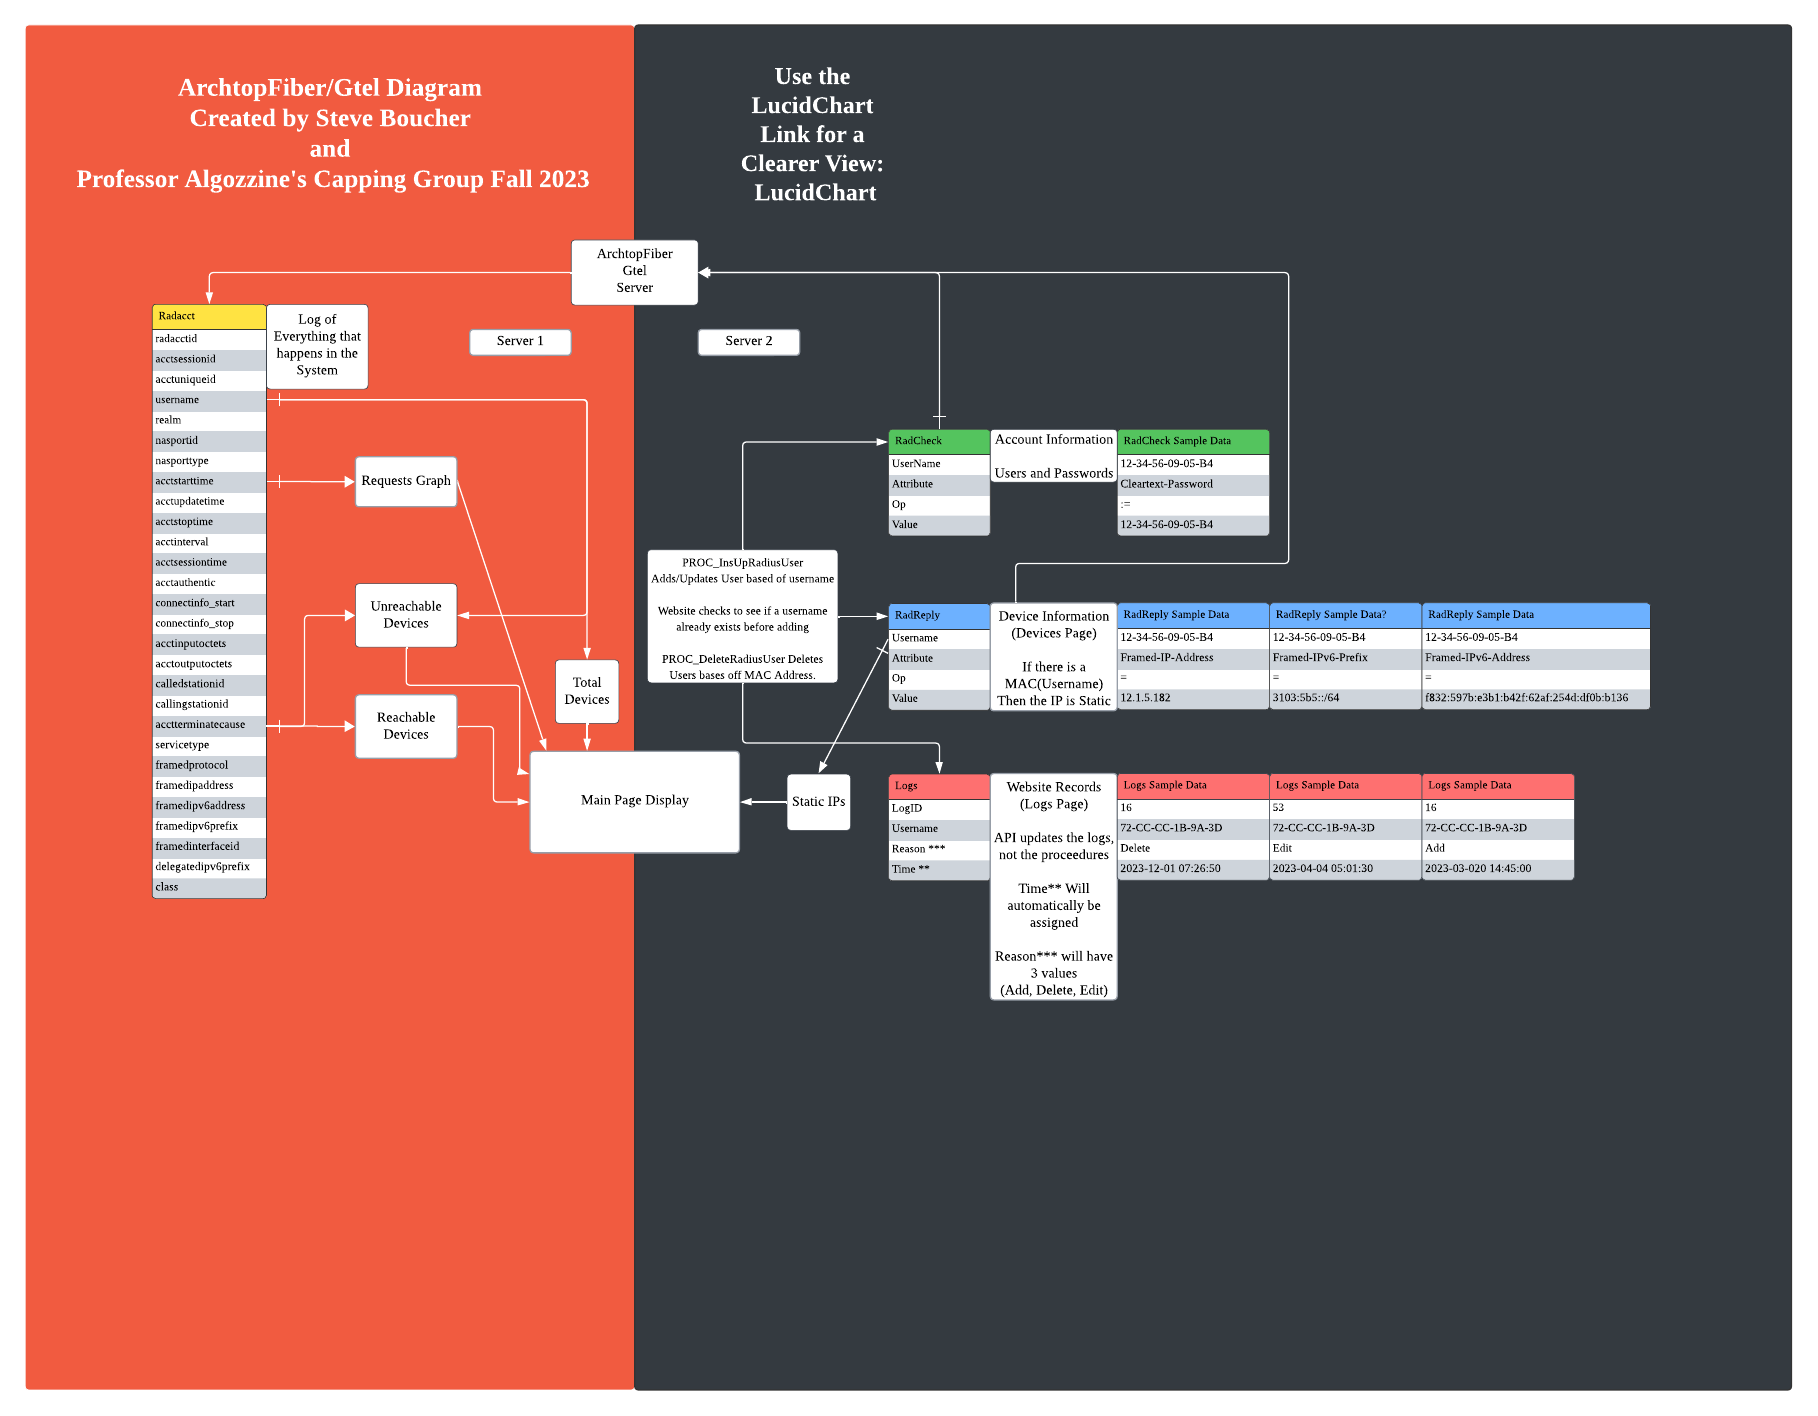 ArchtopFiber/Gtel Diagram
Created by Steve Boucher
and
Professor Algozzine's Capping Group Fall 2023
Use the
LucidChart
Link for a
Clearer View:
LucidChart
ArchtopFiber
Gtel
Server
Server 1
Server 2
Radacct
radacctid
acctsessionid
acctuniqueid
username
realm
nasportid
nasporttype
acctstarttime
acctupdatetime
acctstoptime
acctinterval
acctsessiontime
acctauthentic
connectinfo_start
connectinfo_stop
acctinputoctets
acctoutputoctets
calledstationid
callingstationid
acctterminatecause
servicetype
framedprotocol
framedipaddress
framedipv6address
framedipv6prefix
framedinterfaceid
delegatedipv6prefix
class
Log of
Everything that
happens in the
System
Requests Graph
Unreachable
Devices
Reachable
Devices
Total
Devices
Main Page Display
Static IPs
PROC_InsUpRadiusUser
Adds/Updates User based of username
Website checks to see if a username
already exists before adding
PROC_DeleteRadiusUser Deletes
Users bases off MAC Address.
RadCheck
UserName
Attribute
Op
Value
Account Information
Users and Passwords
RadCheck Sample Data
12-34-56-09-05-B4
Cleartext-Password
:=
12-34-56-09-05-B4
RadReply
Username
Attribute
Op
Value
Device Information
(Devices Page)
If there is a
MAC(Username)
Then the IP is Static
RadReply Sample Data
12-34-56-09-05-B4
Framed-IP-Address
=
12.1.5.182
RadReply Sample Data?
12-34-56-09-05-B4
Framed-IPv6-Prefix
=
3103:5b5::/64
RadReply Sample Data
12-34-56-09-05-B4
Framed-IPv6-Address
=
f832:597b:e3b1:b42f:62af:254d:df0b:b136
Logs
LogID
Username
Reason ***
Time **
Website Records
(Logs Page)
API updates the logs,
not the proceedures
Time** Will
automatically be
assigned
Reason*** will have
3 values
(Add, Delete, Edit)
Logs Sample Data
16
72-CC-CC-1B-9A-3D
Delete
2023-12-01 07:26:50
Logs Sample Data
53
72-CC-CC-1B-9A-3D
Edit
2023-04-04 05:01:30
Logs Sample Data
16
72-CC-CC-1B-9A-3D
Add
2023-03-020 14:45:00